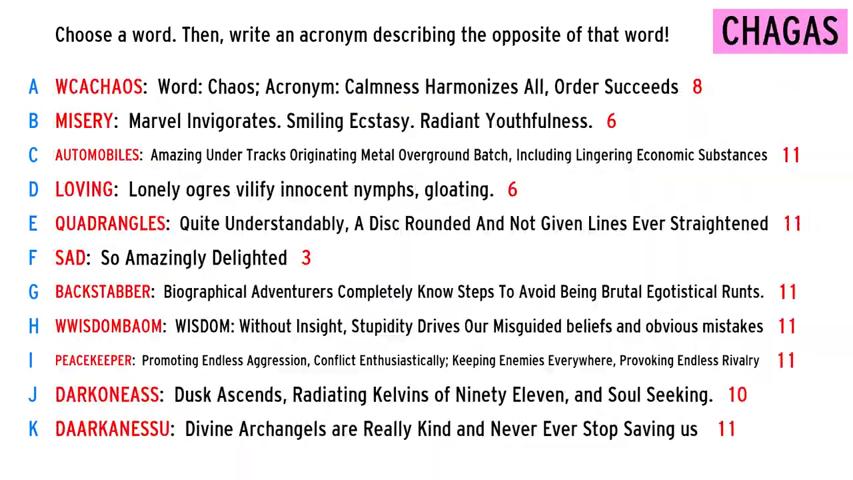 Choose a word. Then, write an acronym describing the opposite of that word!
CHAGAS
A WCACHAOS: Word: Chaos; Acronym: Calmness Harmonizes All, Order Succeeds 8
B MISERY: Marvel Invigorates. Smiling Ecstasy. Radiant Youthfulness. 6
C AUTOMOBILES: Amazing Under Tracks Originating Metal Overground Batch, Including Lingering Economic Substances 11
D LOVING: Lonely ogres vilify innocent nymphs, gloating. 6
E QUADRANGLES: Quite Understandably, A Disc Rounded And Not Given Lines Ever Straightened 11
F SAD: So Amazingly Delighted 3
G BACKSTABBER: Biographical Adventurers Completely Know Steps To Avoid Being Brutal Egotistical Runts. 11
H WWISDOMBAOM: WISDOM: Without Insight, Stupidity Drives Our Misguided beliefs and obvious mistakes 11
I PEACEKEEPER: Promoting Endless Aggression, Conflict Enthusiastically; Keeping Enemies Everywhere, Provoking Endless Rivalry 11
J DARKONEASS: Dusk Ascends, Radiating Kelvins of Ninety Eleven, and Soul Seeking. 10
K DAARKANESSU: Divine Archangels are Really Kind and Never Ever Stop Saving us 11